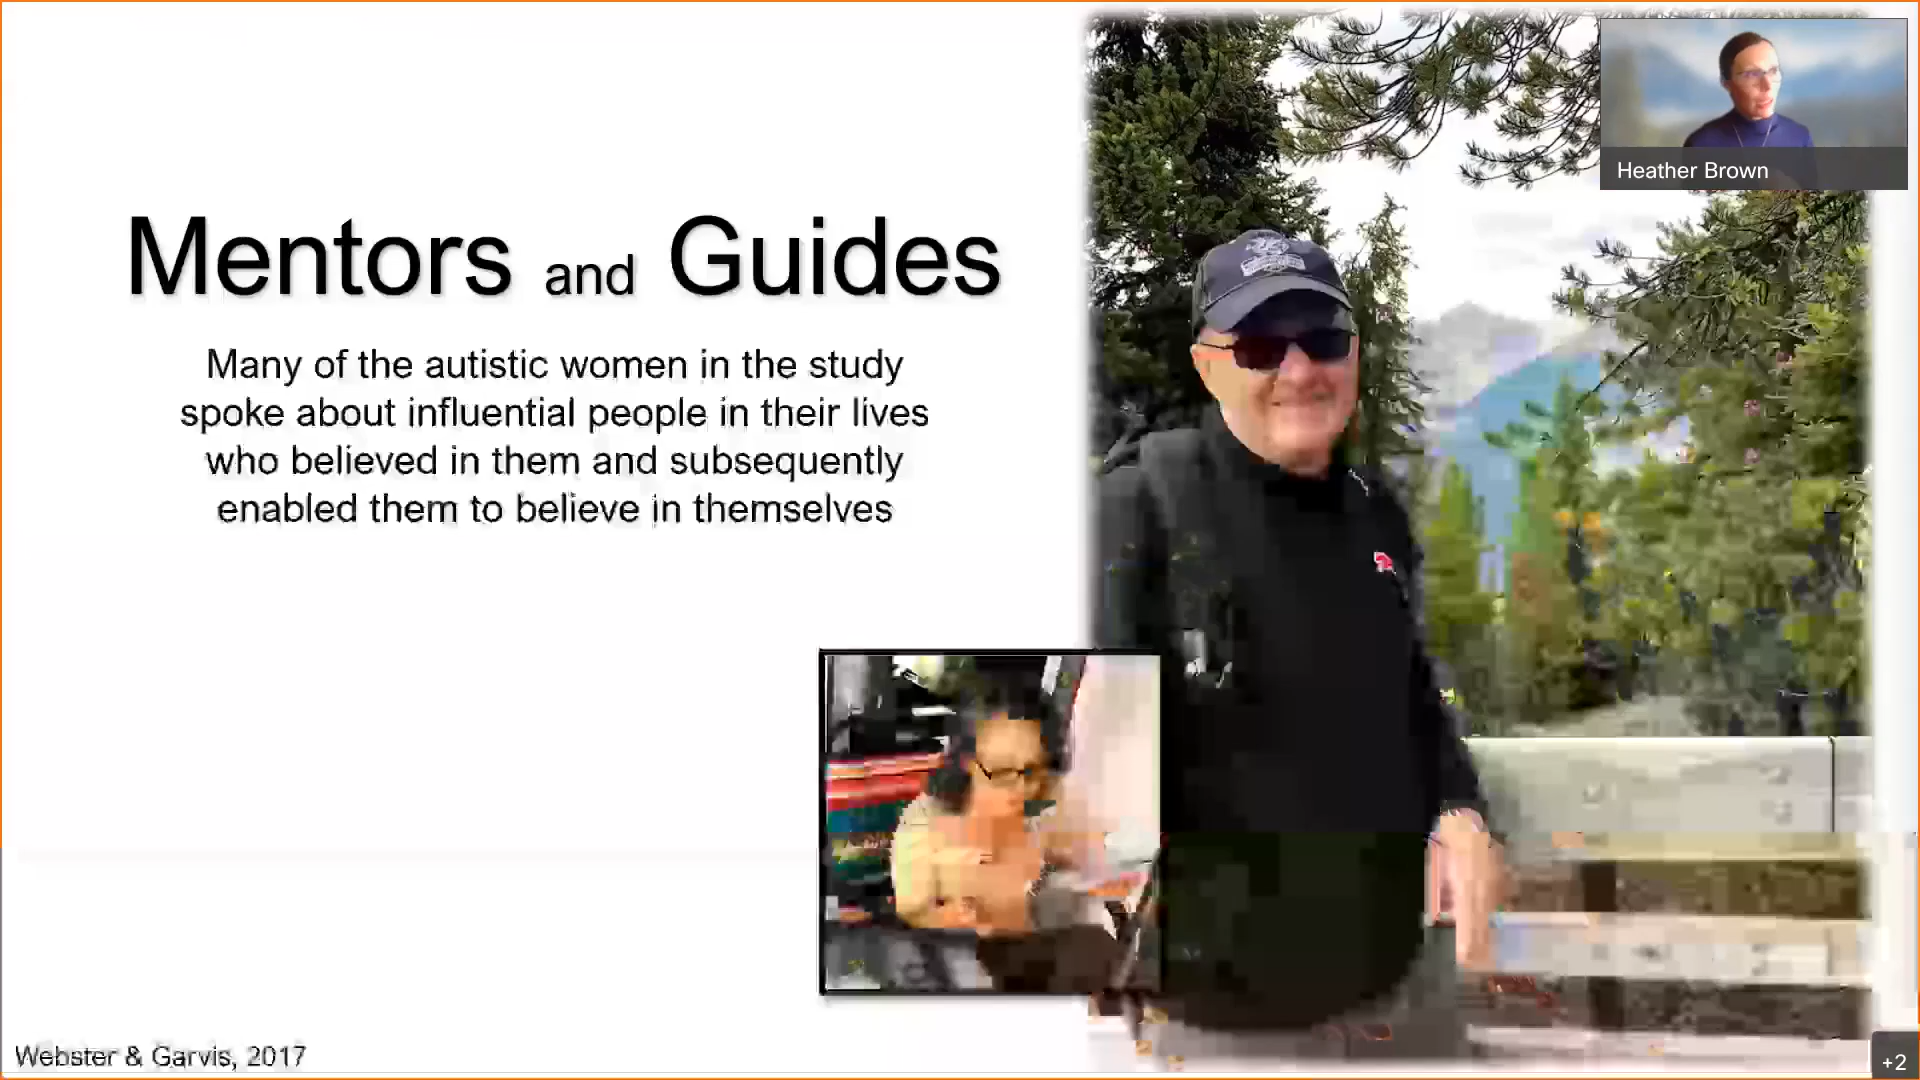 Mentors and Guides
Many of the autistic women in the study
spoke about influential people in their lives
who believed in them and subsequently
enabled them to believe in themselves
Webster & Garvis, 2017
Heather Brown
+2